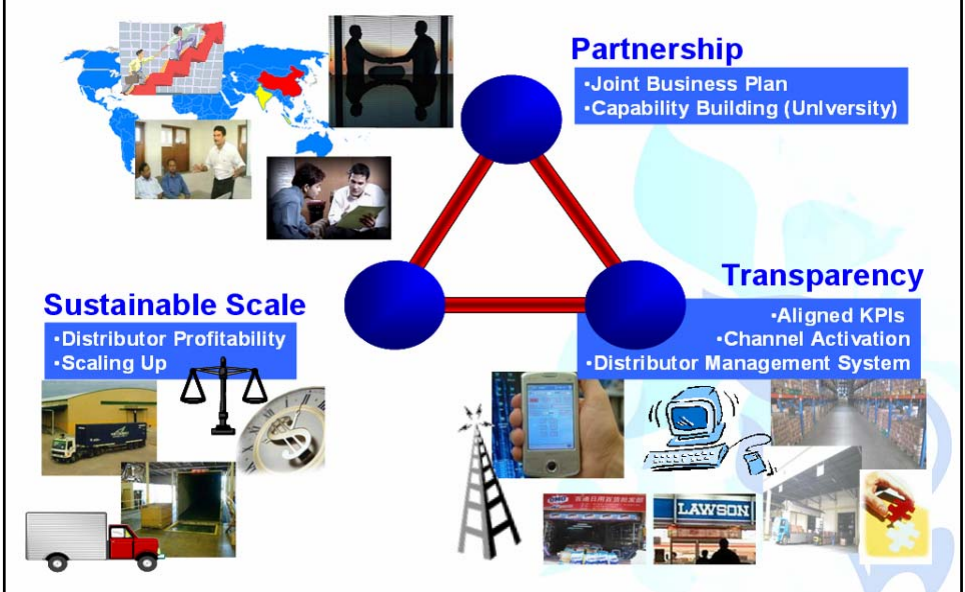 Partnership
•Joint Business Plan
•Capability Building (University)
Transparency
•Aligned KPIs
•Channel Activation
•Distributor Management System
Sustainable Scale
•Distributor Profitability
•Scaling Up
LAWSON